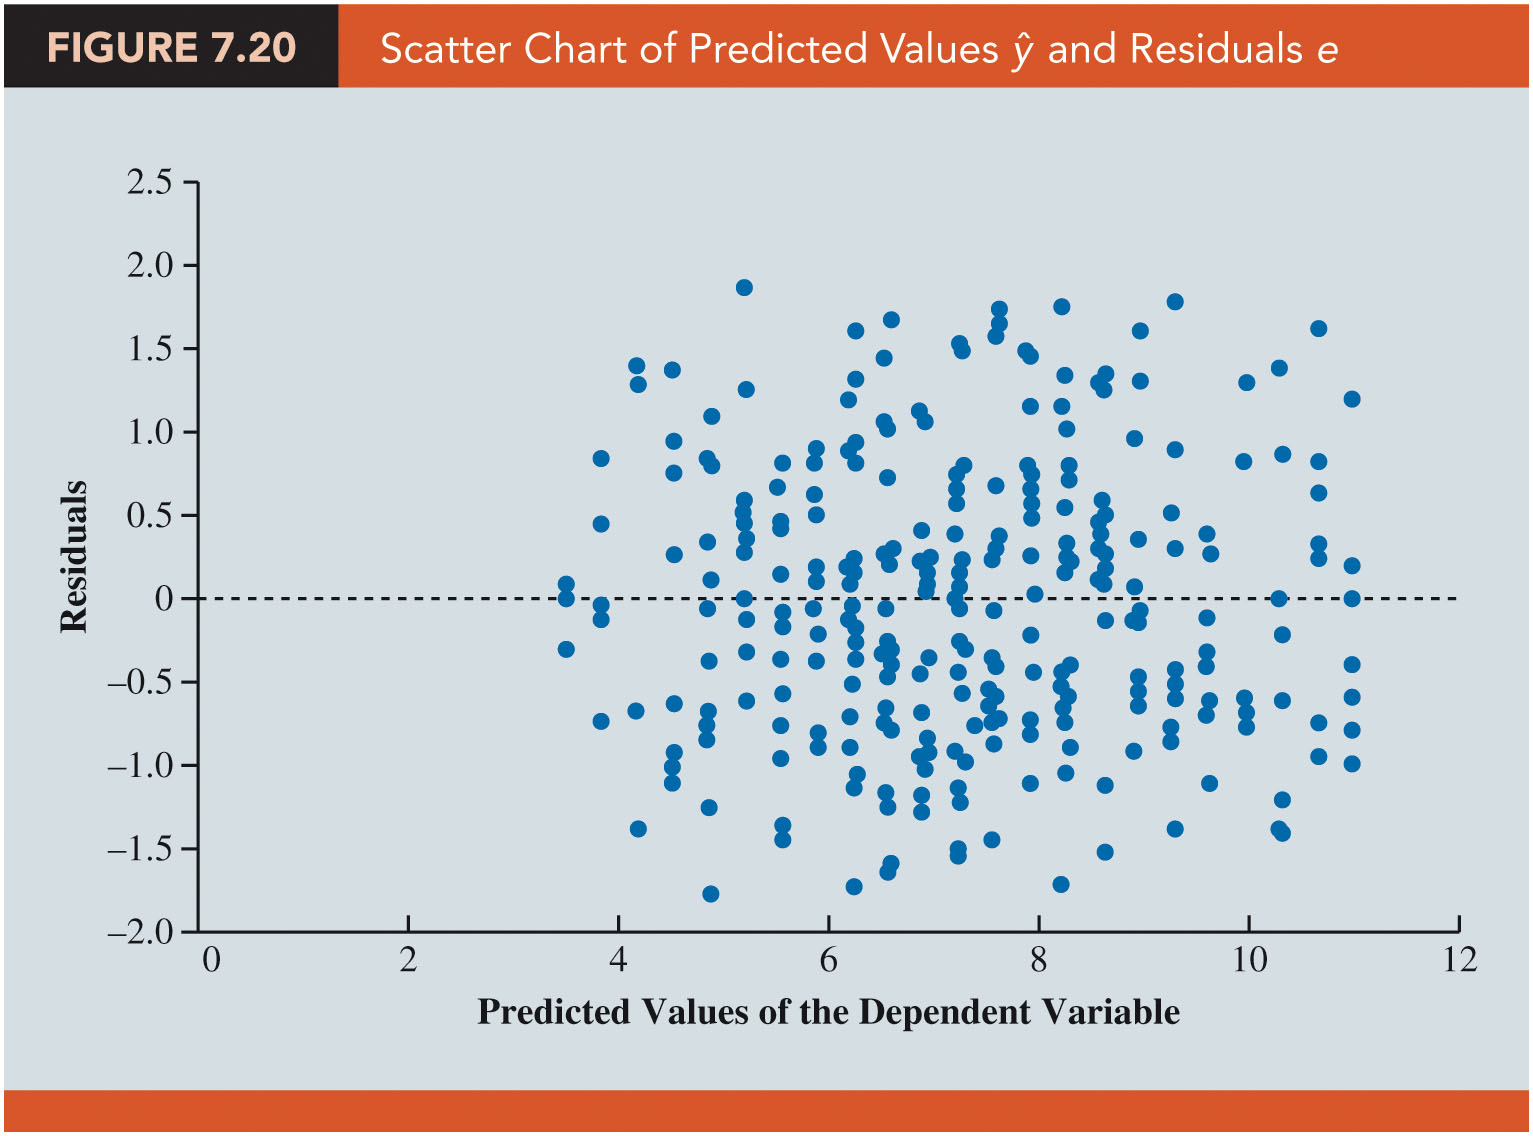 FIGURE 7.20 Scatter Chart of Predicted Values ŷ and Residuals e
2.5
2.0
1.5
1.0
0.5
0
–0.5
–1.0
–1.5
–2.0
Residuals
0 2 4 6 8 10 12
Predicted Values of the Dependent Variable